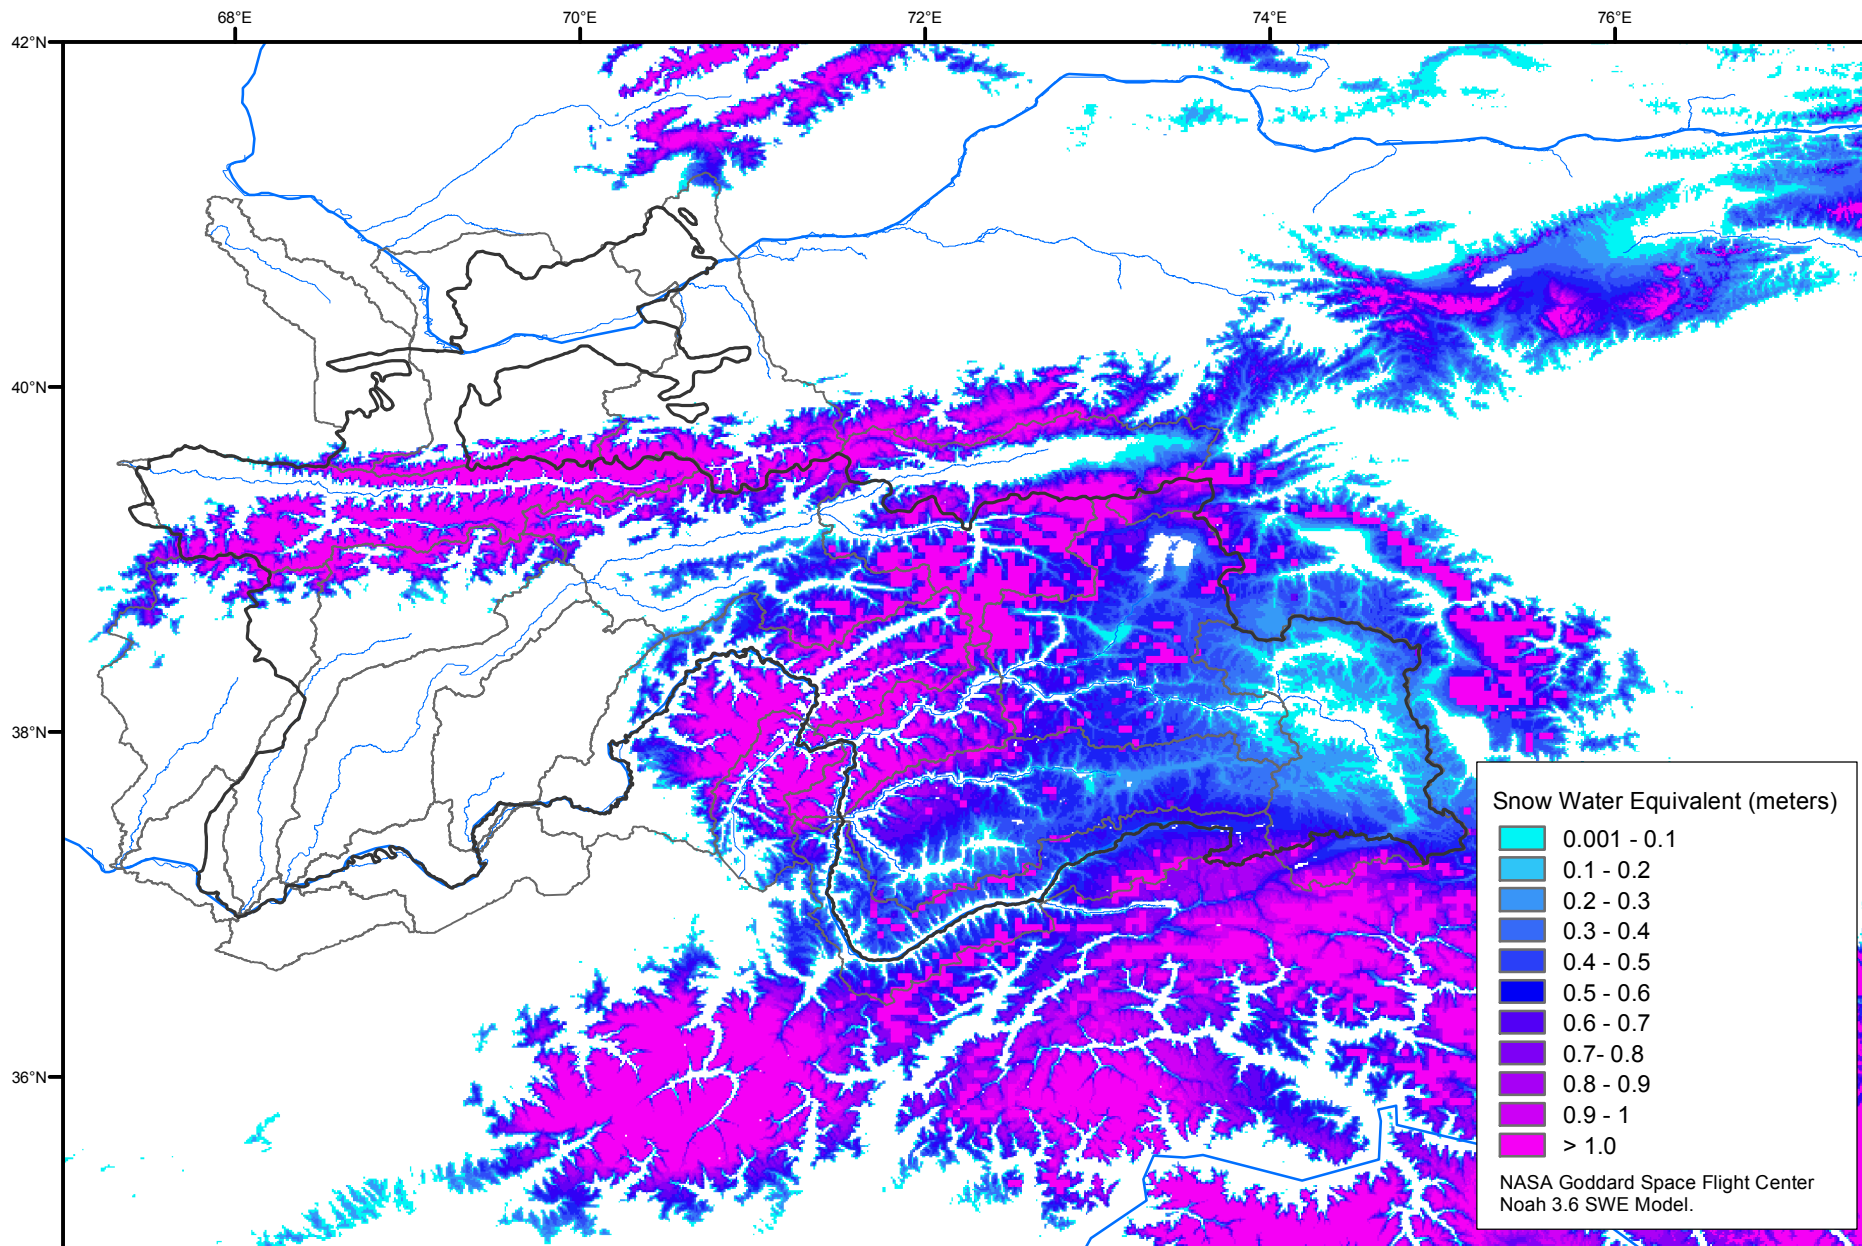 68°E
70°E
72°E
74°E
76°E
42°N
40°N
38°N
36°N
Snow Water Equivalent (meters)
0.001 - 0.1
0.1 - 0.2
0.2 - 0.3
0.3 - 0.4
0.4 - 0.5
0.5 - 0.6
0.6 - 0.7
0.7- 0.8
0.8 - 0.9
0.9 - 1
> 1.0
NASA Goddard Space Flight Center
Noah 3.6 SWE Model.